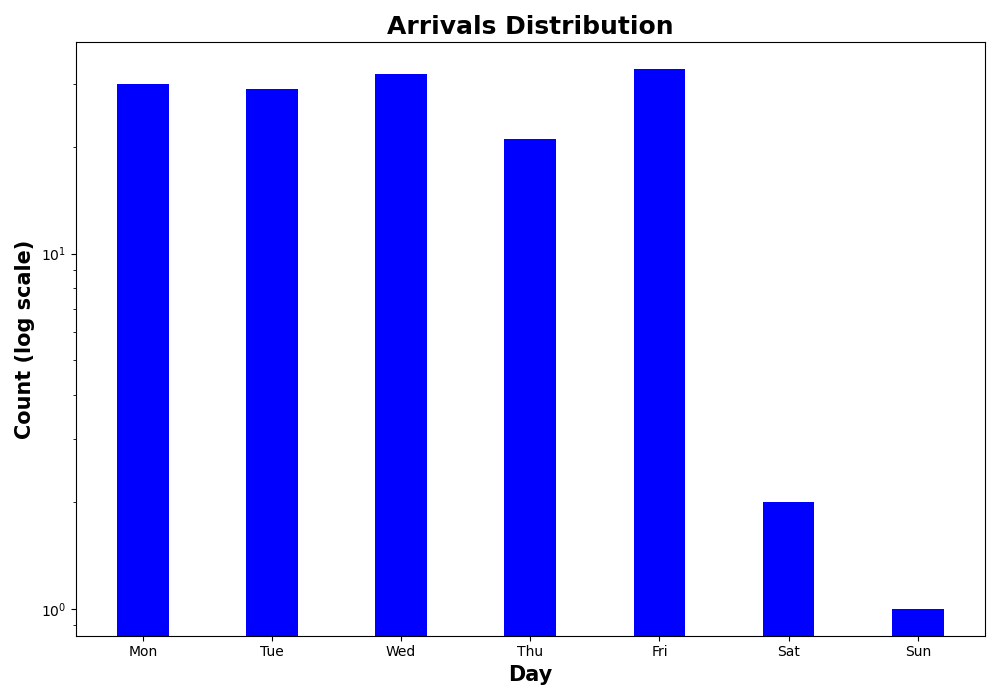 Arrivals Distribution
Count (log scale)
10¹
10⁰
Mon Tue Wed Thu Fri Sat Sun
Day